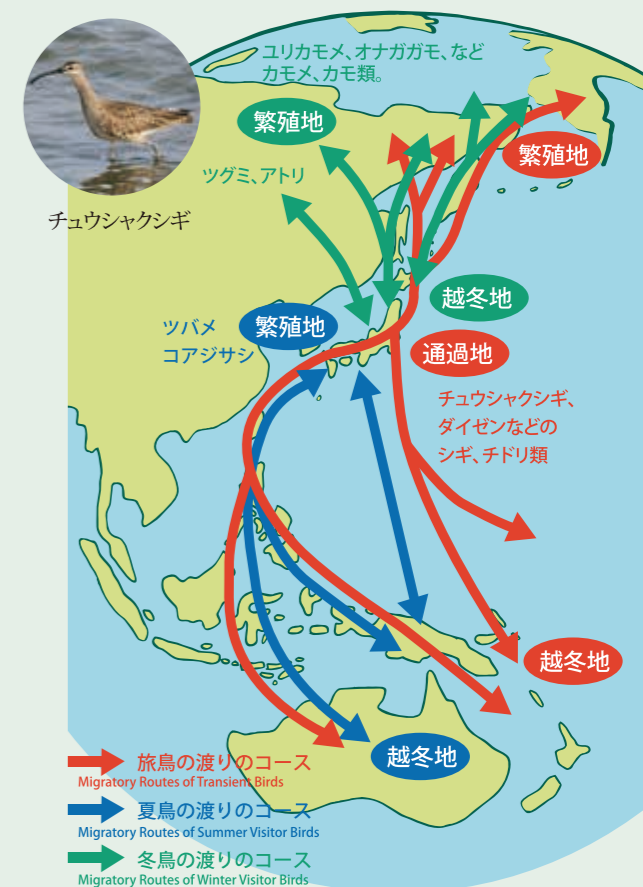 ユリカモメ、オナガガモ、など
カモメ、カモ類。
繁殖地
繁殖地
ツグミ、アトリ
チュウシャクシギ
越冬地
ツバメ
コアジサシ
繁殖地
通過地
チュウシャクシギ、
ダイゼンなどの
シギ、チドリ類
越冬地
越冬地
旅鳥の渡りのコース
Migratory Routes of Transient Birds
夏鳥の渡りのコース
Migratory Routes of Summer Visitor Birds
冬鳥の渡りのコース
Migratory Routes of Winter Visitor Birds